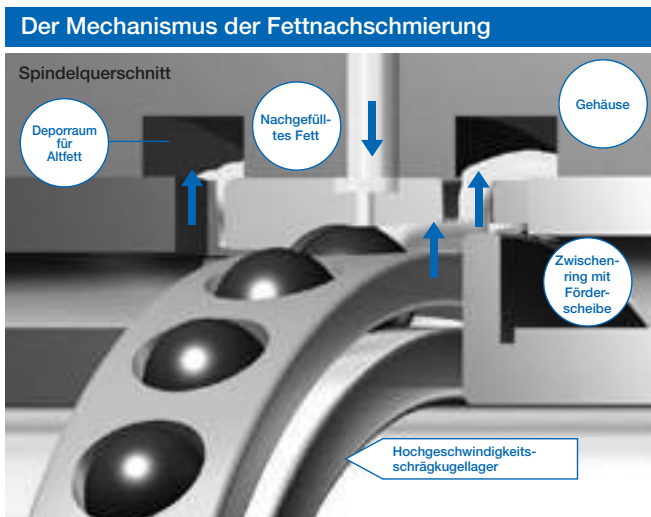 Der Mechanismus der Fettnachschmierung
Spindelquerschnitt
Deporraum
für
Altfett
Nachgefüll-
tes Fett
Gehäuse
Zwischen-
ring mit
Förder-
scheibe
Hochgeschwindigkeits-
schrägkugellager